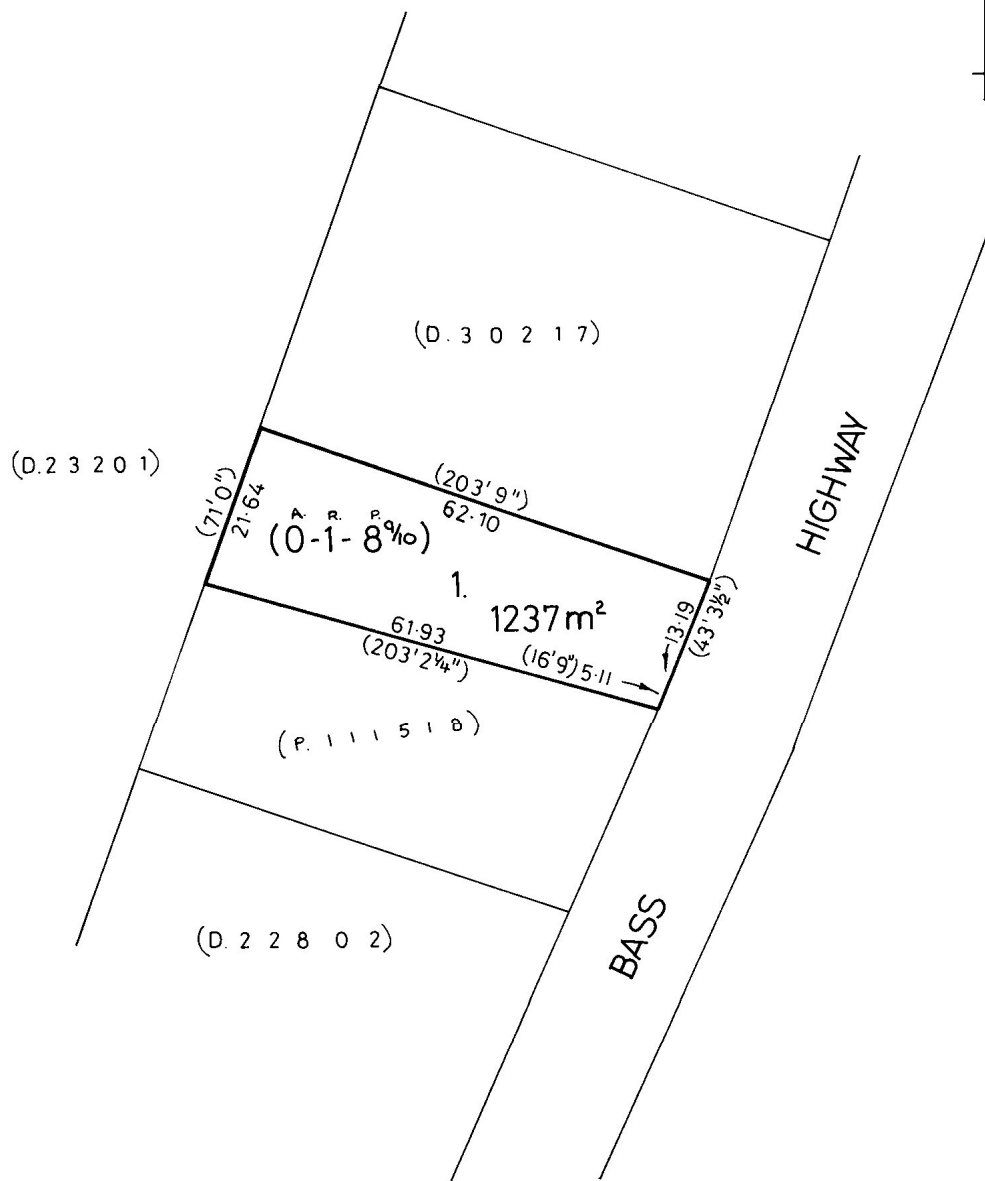 (D. 3 0 2 1 7)
HIGHWAY
(D. 2 3 2 0 1)
(71'0")
21·64
(203'9")
62·10
A. R. P.
(0-1-8 9/10)
1.
1237m²
13·19
(43'3½")
61·93
(203'2¼")
(16'9") 5·11
(P. 1 1 1 5 1 8)
BASS
(D. 2 2 8 0 2)